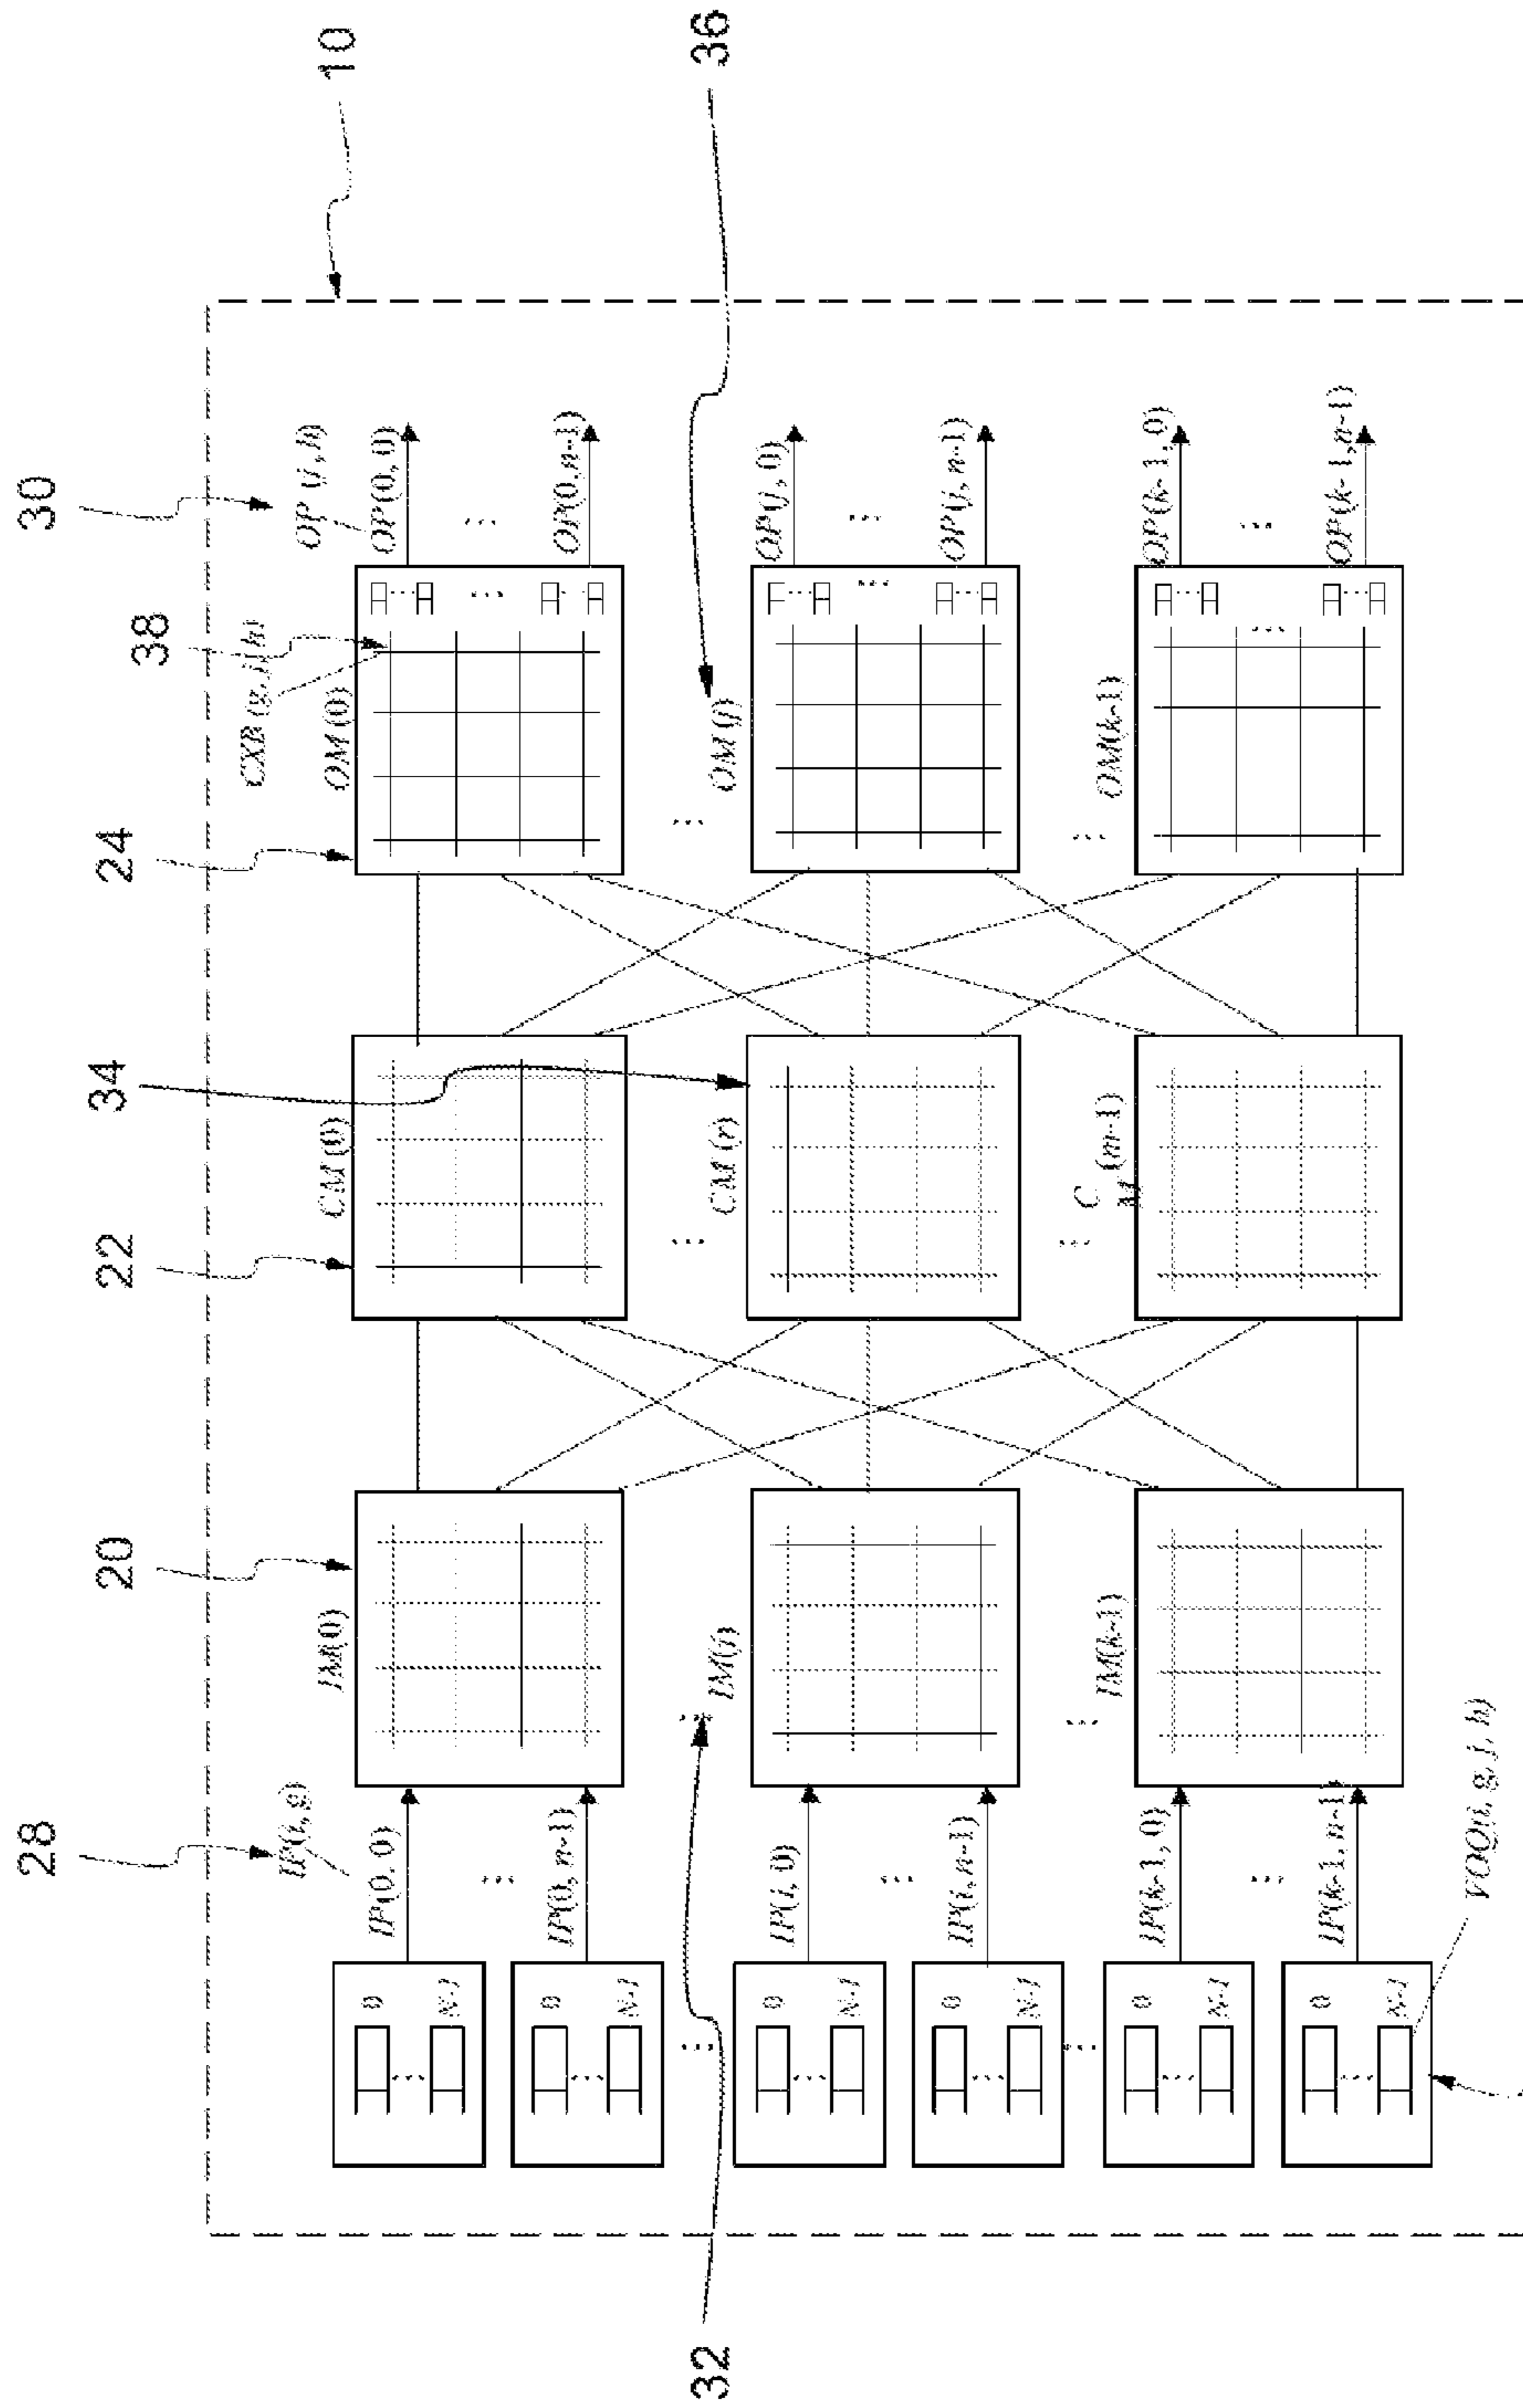 10
28
20
22
34
24
38
30
32
36
IP(i, g)
IP(0, 0)
IP(0, n-1)
IP(i, 0)
IP(i, n-1)
IP(k-1, 0)
IP(k-1, n-1)
0
N-1
0
N-1
0
N-1
0
N-1
0
N-1
0
N-1
VOQ(i, g, j, h)
IM(0)
IM(j)
IM(k-1)
CM (0)
CM (r)
C
M (m-1)
CXB (g, j, h)
OM (0)
OM (j)
OM(k-1)
OP (j, h)
OP(0, 0)
OP(0, n-1)
OP(j, 0)
OP(j, n-1)
OP(k-1, 0)
OP(k-1, n-1)